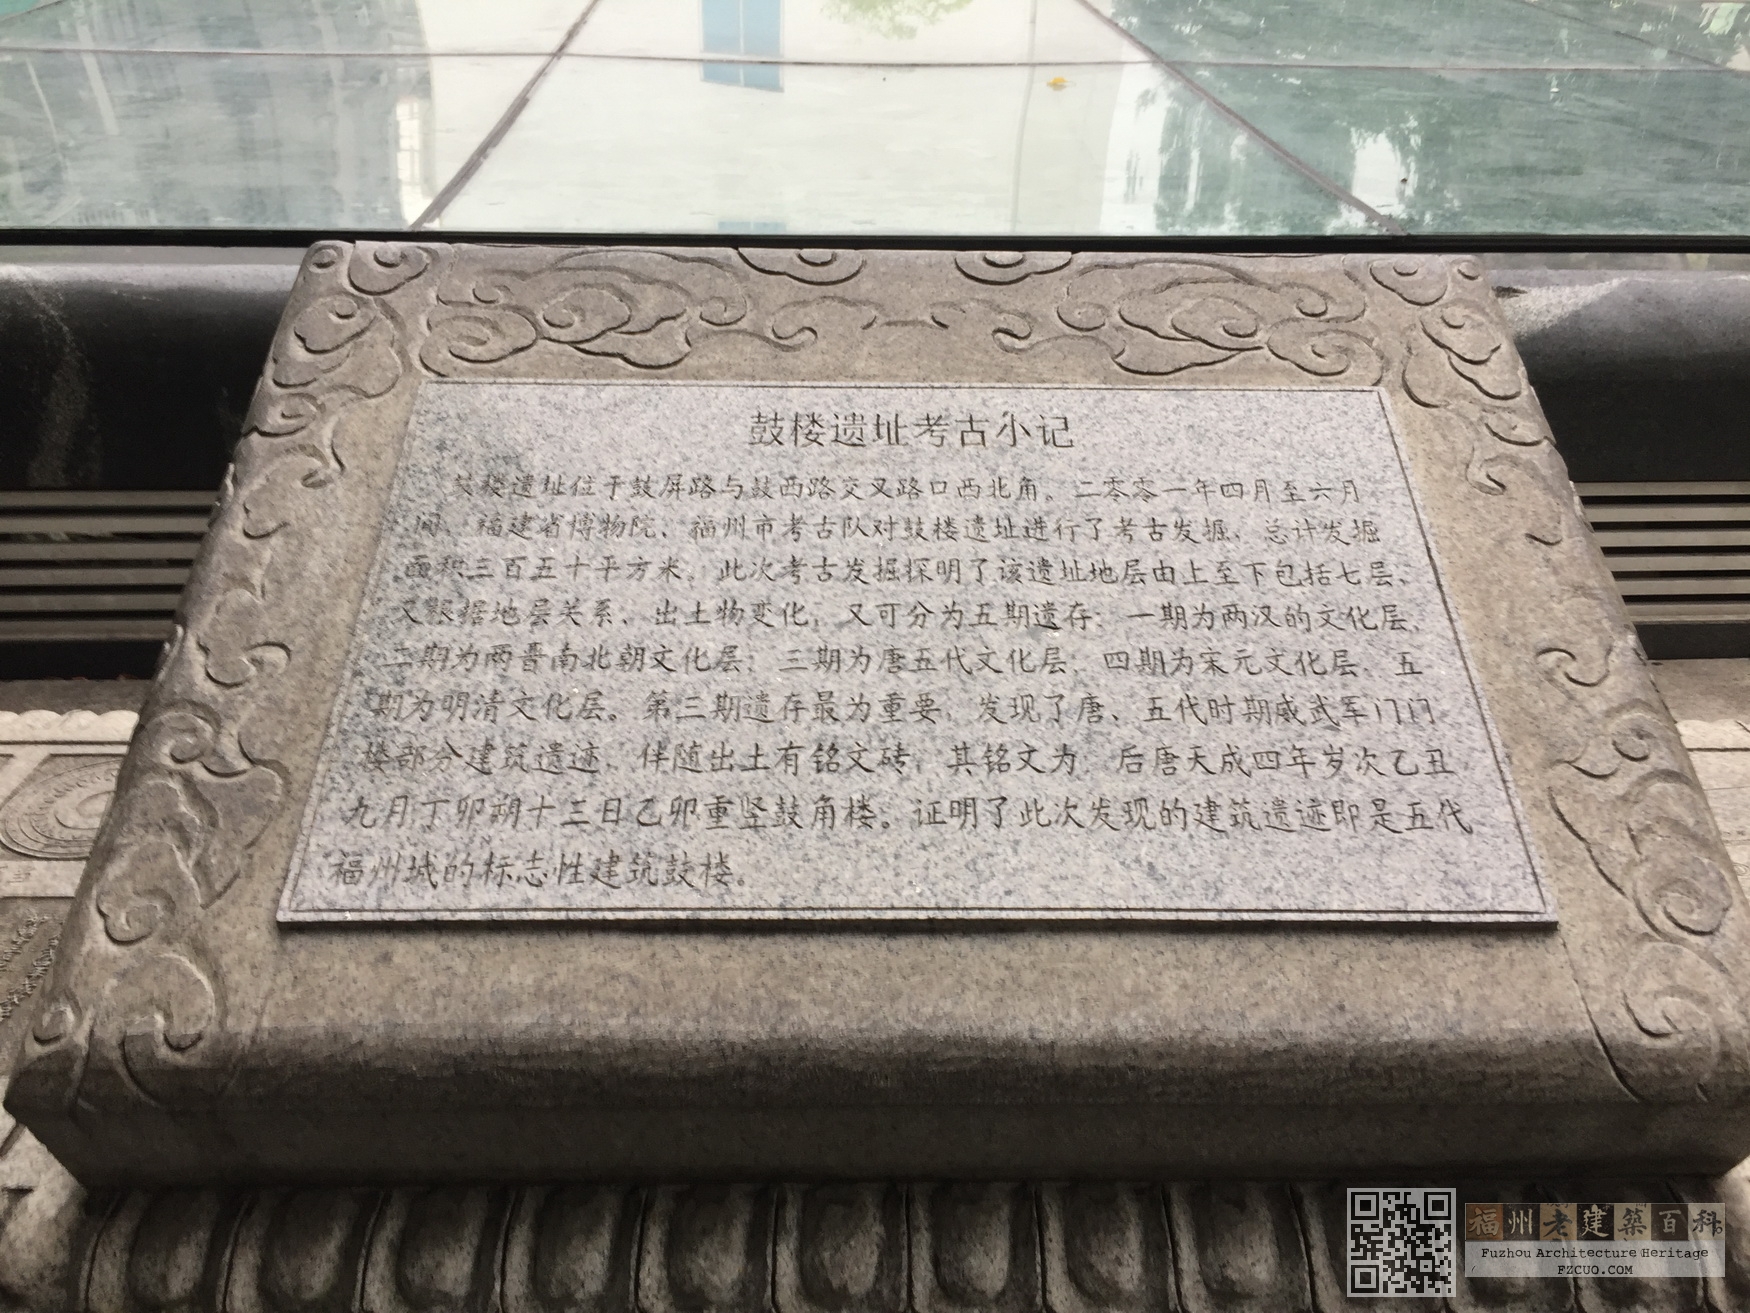 鼓楼遗址考古小记
鼓楼遗址位于鼓屏路与鼓西路交叉路口西北角。二零零一年四月至六月
间，福建省博物院、福州市考古队对鼓楼遗址进行了考古发掘，总计发掘
面积三百五十平方米。此次考古发掘探明了该遗址地层由上至下包括七层，
又根据地层关系、出土物变化，又可分为五期遗存：一期为两汉的文化层，
二期为两晋南北朝文化层；三期为唐五代文化层；四期为宋元文化层，五
期为明清文化层。第三期遗存最为重要，发现了唐、五代时期威武军门门
楼部分建筑遗迹，伴随出土有铭文砖，其铭文为：后唐天成四年岁次乙丑
九月丁卯朔十三日乙卯重竖鼓角楼。证明了此次发现的建筑遗迹即是五代
福州城的标志性建筑鼓楼。
福州老建築百科
Fuzhou Architecture Heritage
FZCUO.COM